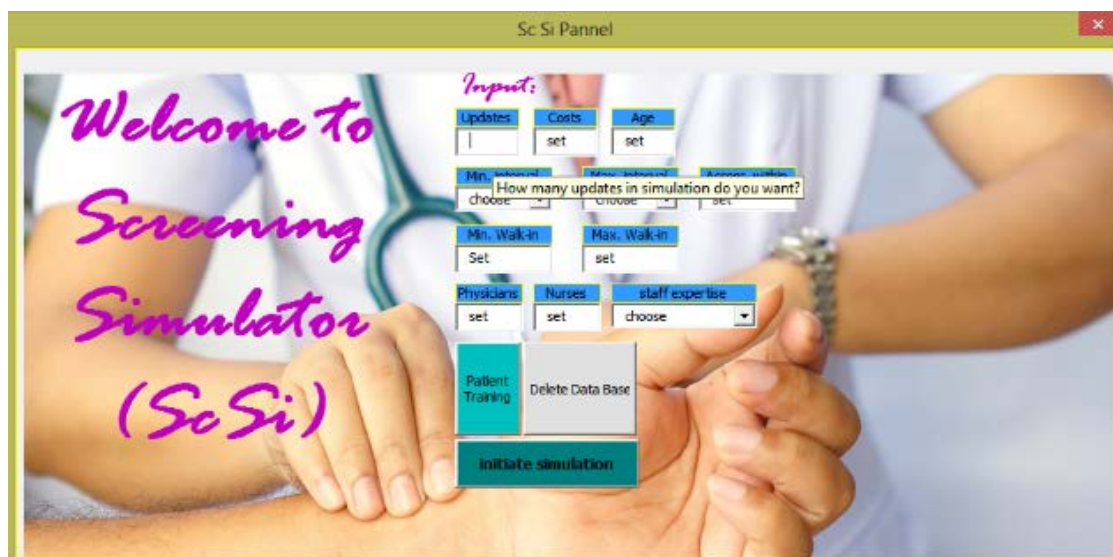 Sc Si Pannel
Welcome to
Screening
Simulator
(ScSi)
Input:
Updates Costs Age
set set
How many updates in simulation do you want?
choose choose set
Min. Walk-in Max. Walk-in
Set set
Physicians Nurses staff expertise
set set choose
Patient
Training
Delete Data Base
initiate simulation